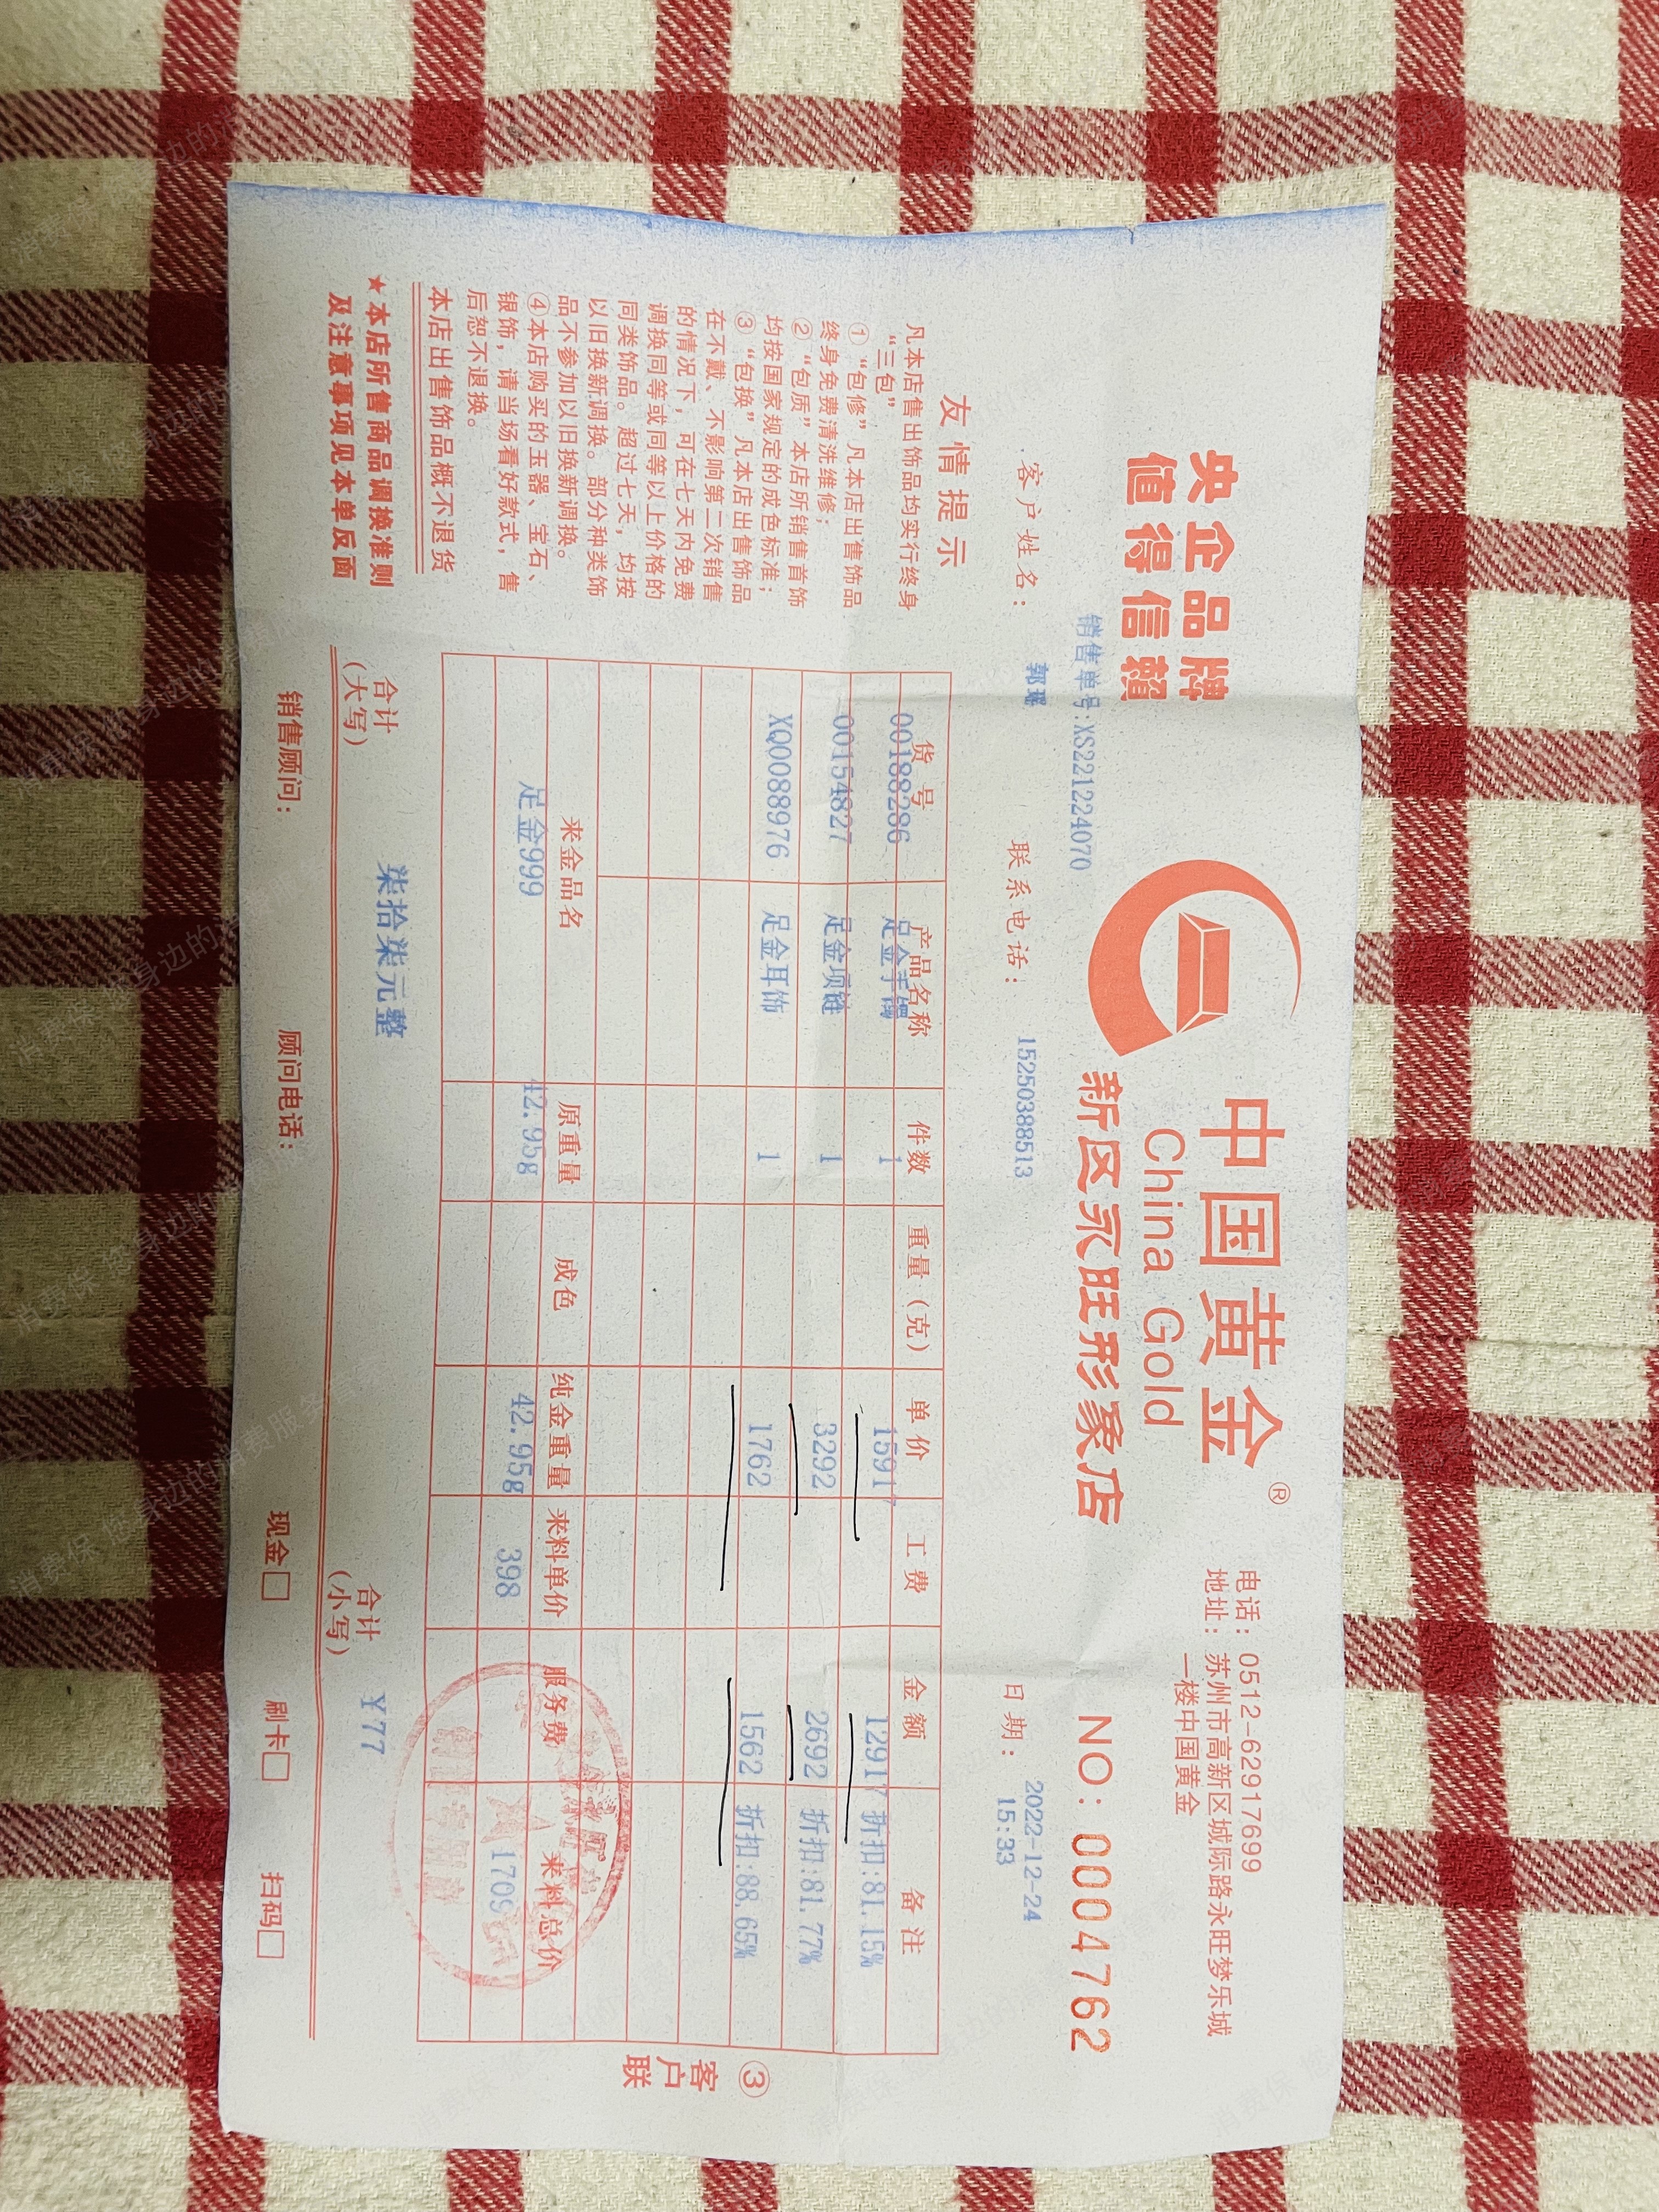 央企品牌
值得信赖
中国黄金®
China Gold
新区永旺形象店
电话：0512-62917699
地址：苏州市高新区城际路永旺梦乐城
一楼中国黄金
NO：0004762
销售单号:XS221224070
客户姓名：
联系电话： 15250388513
日期： 2022-12-24
15:33
友情提示
凡本店售出饰品均实行终身
“三包”
①“包修”凡本店出售饰品
终身免费清洗维修；
②“包质”本店所销售首饰
均按国家规定的成色标准；
③“包换”凡本店出售饰品
在不戴、不影响第二次销售
的情况下，可在七天内免费
调换同等或同等以上价格的
同类饰品。超过七天，均按
以旧换新调换。部分种类饰
品不参加以旧换新调换。
④本店购买的玉器、宝石、
银饰，请当场看好款式，售
后恕不退换。
本店出售饰品概不退货
★本店所售商品调换准则
及注意事项见本单反面
货号 产品名称 件数 重量（克） 单价 工费 金额 备注
00188286 足金手镯 1 15917 12917 折扣:81.15%
00154827 足金项链 1 3292 2692 折扣:81.77%
XQ0088976 足金耳饰 1 1762 1562 折扣:88.65%
来金品名 原重量 成色 纯金重量 来料单价 服务费 来料总价
足金999 42.95g 42.95g 398
合计
（大写） 柒拾柒元整
合计
（小写） ¥77
销售顾问： 顾问电话： 现金□ 刷卡□ 扫码□
③
客户联